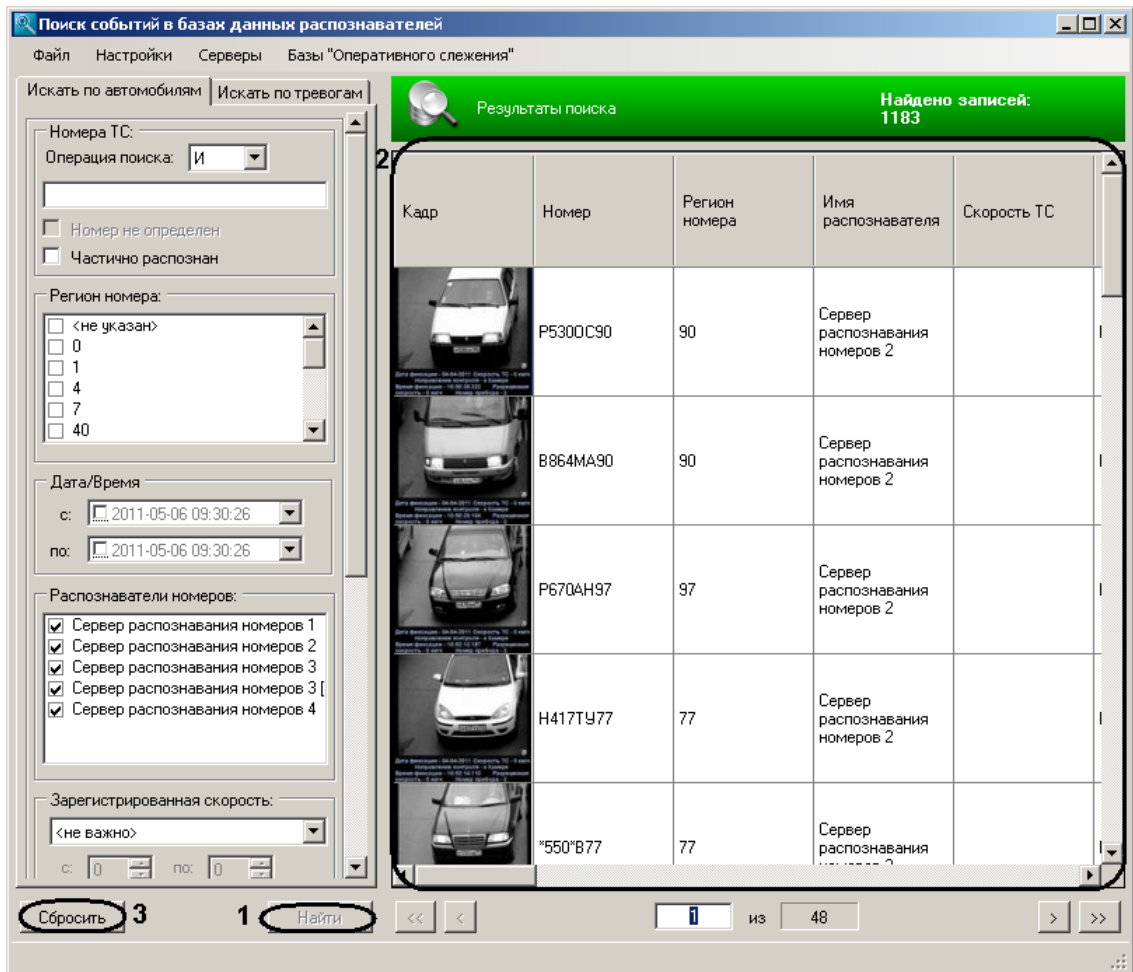 Поиск событий в базах данных распознавателей
Файл Настройки Серверы Базы "Оперативного слежения"
Искать по автомобилям Искать по тревогам
Номера ТС:
Операция поиска: И
Номер не определен
Частично распознан
Регион номера:
<не указан>
0
1
4
7
40
Дата/Время
с: 2011-05-06 09:30:26
по: 2011-05-06 09:30:26
Распознаватели номеров:
Сервер распознавания номеров 1
Сервер распознавания номеров 2
Сервер распознавания номеров 3
Сервер распознавания номеров 3 [
Сервер распознавания номеров 4
Зарегистрированная скорость:
<не важно>
с: 0 по: 0
Сбросить 3 1 Найти
Результаты поиска
Найдено записей:
1183
2
Кадр Номер Регион номера Имя распознавателя Скорость ТС
Р530ОС90 90 Сервер
распознавания
номеров 2
В864МА90 90 Сервер
распознавания
номеров 2
Р670АН97 97 Сервер
распознавания
номеров 2
Н417ТУ77 77 Сервер
распознавания
номеров 2
*550*В77 77 Сервер
распознавания
<< < 1 из 48 > >>